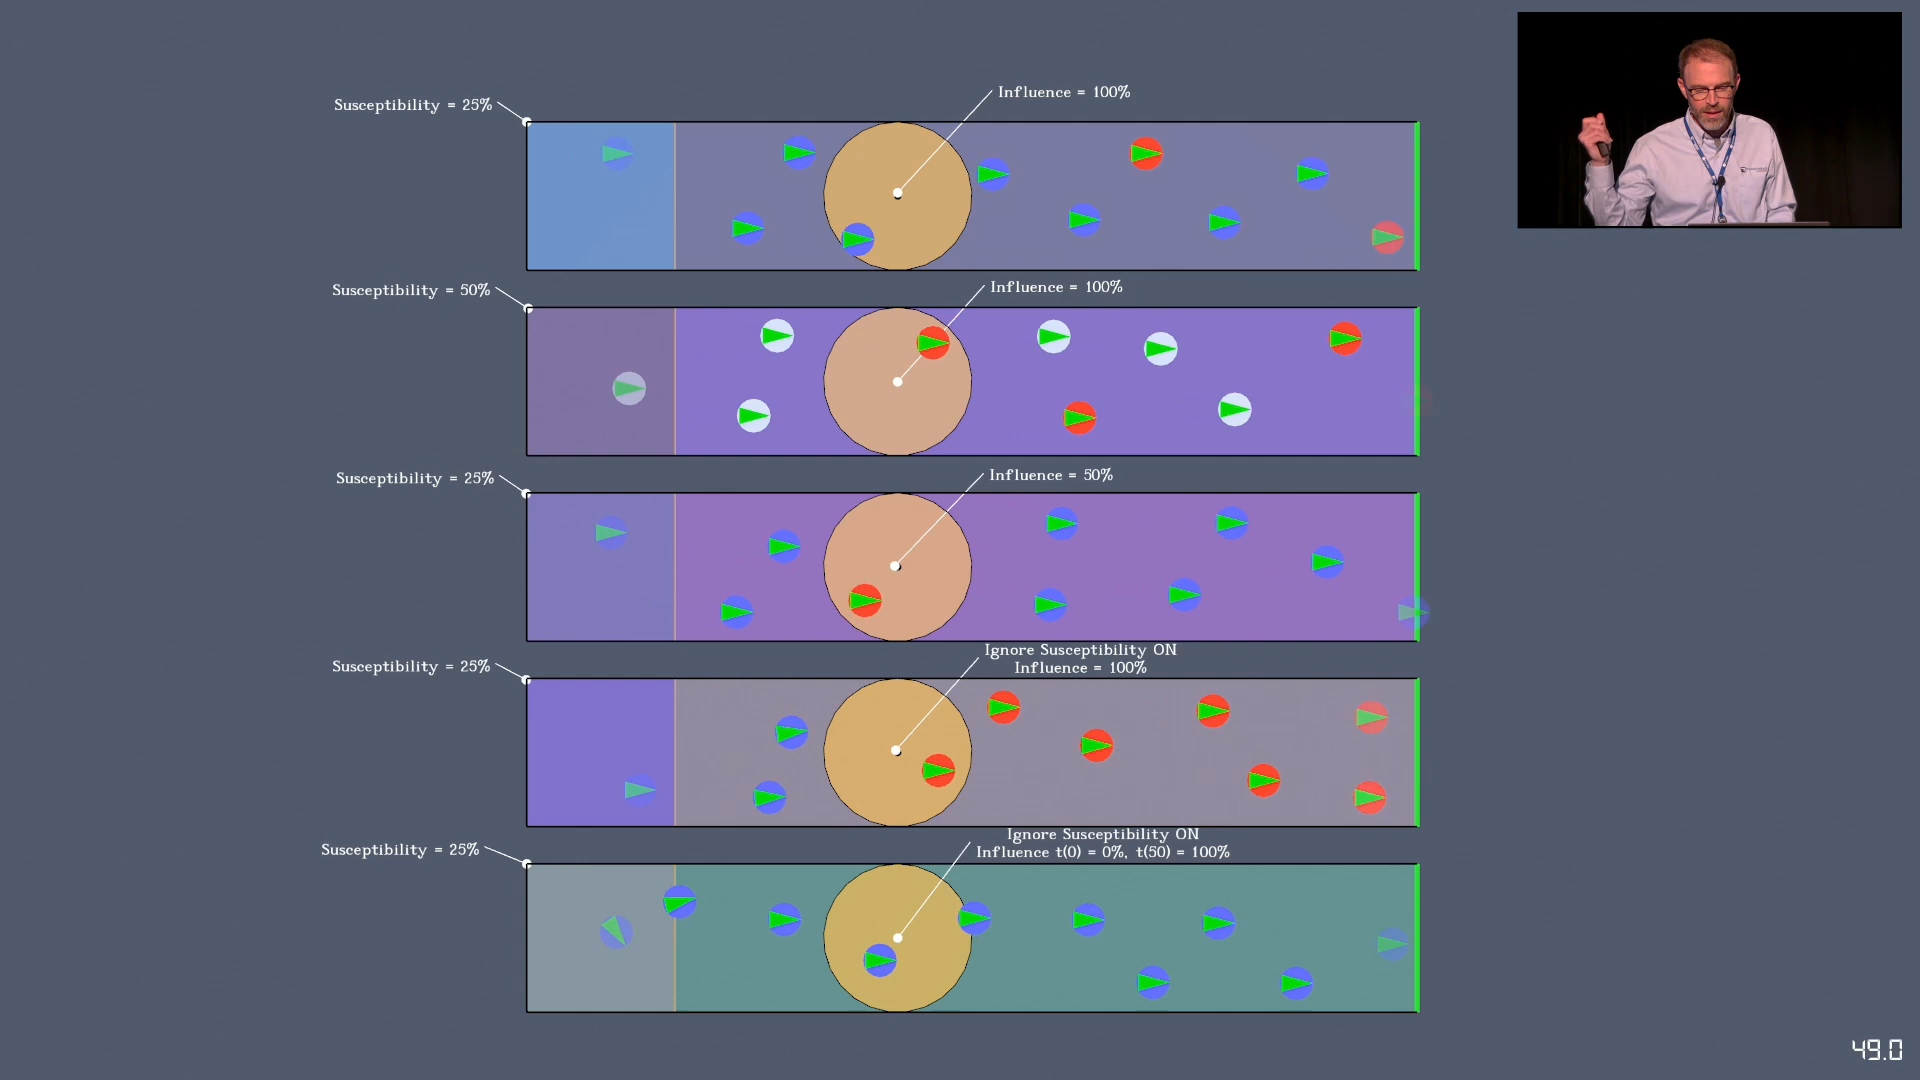 Susceptibility = 25%
Influence = 100%
Susceptibility = 50%
Influence = 100%
Susceptibility = 25%
Influence = 50%
Susceptibility = 25%
Ignore Susceptibility ON
Influence = 100%
Susceptibility = 25%
Ignore Susceptibility ON
Influence t(0) = 0%, t(50) = 100%
49.0